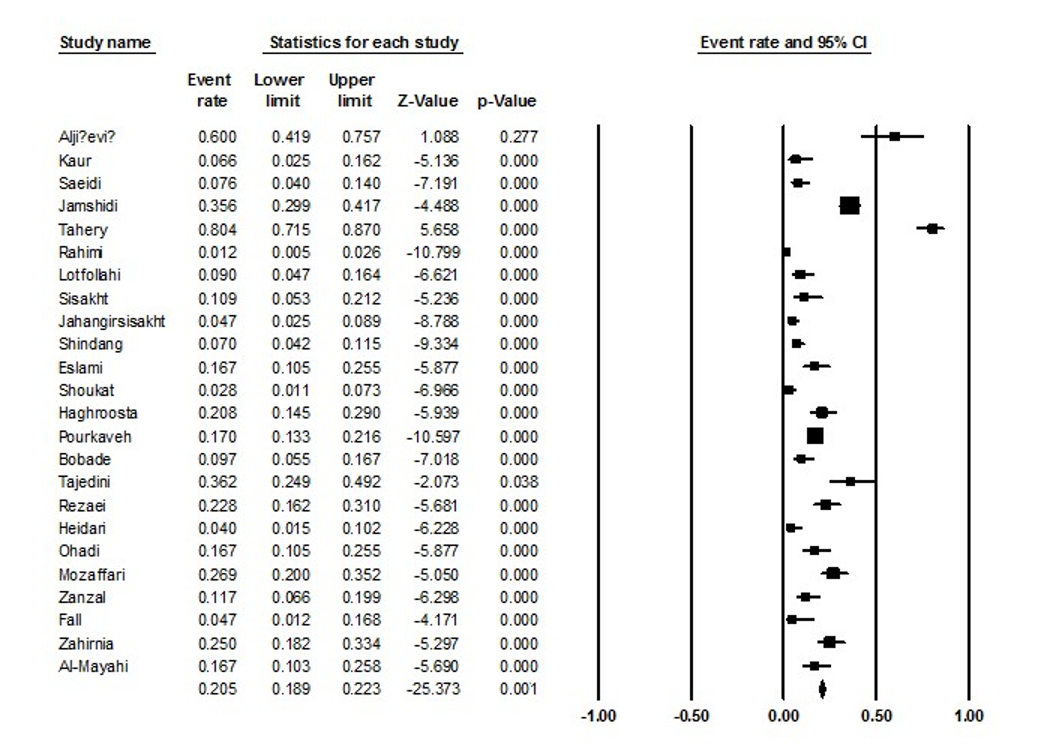 Study name Statistics for each study Event rate and 95% CI
Event Lower Upper
rate limit limit Z-Value p-Value
Alji?evi? 0.600 0.419 0.757 1.088 0.277
Kaur 0.066 0.025 0.162 -5.136 0.000
Saeidi 0.076 0.040 0.140 -7.191 0.000
Jamshidi 0.356 0.299 0.417 -4.488 0.000
Tahery 0.804 0.715 0.870 5.658 0.000
Rahimi 0.012 0.005 0.026 -10.799 0.000
Lotfollahi 0.090 0.047 0.164 -6.621 0.000
Sisakht 0.109 0.053 0.212 -5.236 0.000
Jahangirsisakht 0.047 0.025 0.089 -8.788 0.000
Shindang 0.070 0.042 0.115 -9.334 0.000
Eslami 0.167 0.105 0.255 -5.877 0.000
Shoukat 0.028 0.011 0.073 -6.966 0.000
Haghroosta 0.208 0.145 0.290 -5.939 0.000
Pourkaveh 0.170 0.133 0.216 -10.597 0.000
Bobade 0.097 0.055 0.167 -7.018 0.000
Tajedini 0.362 0.249 0.492 -2.073 0.038
Rezaei 0.228 0.162 0.310 -5.681 0.000
Heidari 0.040 0.015 0.102 -6.228 0.000
Ohadi 0.167 0.105 0.255 -5.877 0.000
Mozaffari 0.269 0.200 0.352 -5.050 0.000
Zanzal 0.117 0.066 0.199 -6.298 0.000
Fall 0.047 0.012 0.168 -4.171 0.000
Zahirnia 0.250 0.182 0.334 -5.297 0.000
Al-Mayahi 0.167 0.103 0.258 -5.690 0.000
0.205 0.189 0.223 -25.373 0.001
-1.00 -0.50 0.00 0.50 1.00